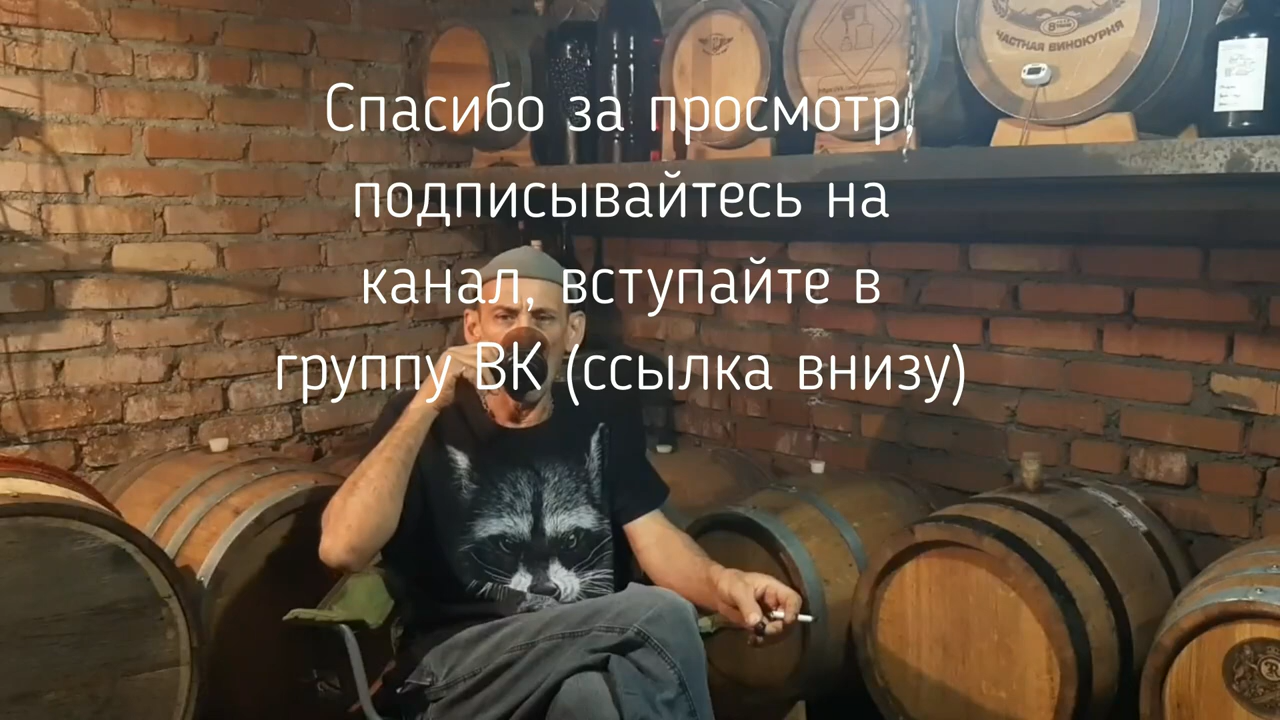 ЧАСТНАЯ ВИНОКУРНЯ
Спасибо за просмотр,
подписывайтесь на
канал, вступайте в
группу ВК (ссылка внизу)